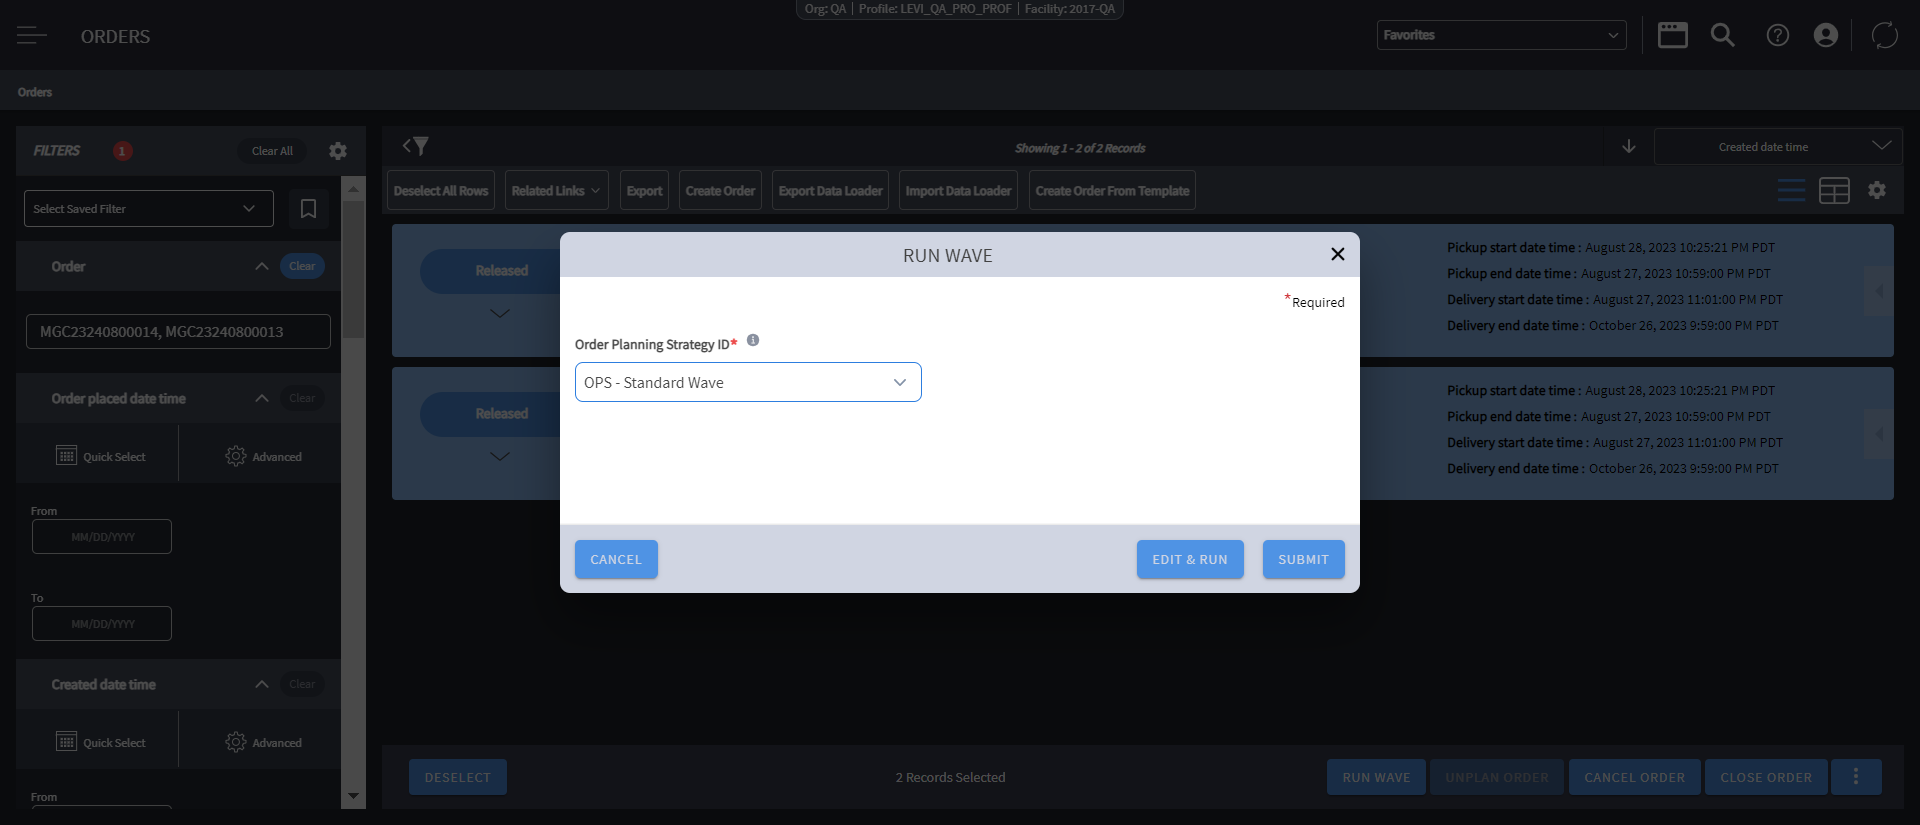 Org: QA | Profile: LEVI_QA_PRO_PROF | Facility: 2017-QA
ORDERS
Favorites
Orders
FILTERS
1
Clear All
Showing 1 - 2 of 2 Records
Created date time
Select Saved Filter
Deselect All Rows
Related Links
Export
Create Order
Export Data Loader
Import Data Loader
Create Order From Template
Order
Clear
MGC23240800014, MGC23240800013
Order placed date time
Clear
Quick Select
Advanced
From
MM/DD/YYYY
To
MM/DD/YYYY
Created date time
Clear
Quick Select
Advanced
From
Released
Pickup start date time : August 28, 2023 10:25:21 PM PDT
Pickup end date time : August 27, 2023 10:59:00 PM PDT
Delivery start date time : August 27, 2023 11:01:00 PM PDT
Delivery end date time : October 26, 2023 9:59:00 PM PDT
Released
Pickup start date time : August 28, 2023 10:25:21 PM PDT
Pickup end date time : August 27, 2023 10:59:00 PM PDT
Delivery start date time : August 27, 2023 11:01:00 PM PDT
Delivery end date time : October 26, 2023 9:59:00 PM PDT
RUN WAVE
*Required
Order Planning Strategy ID*
OPS - Standard Wave
CANCEL
EDIT & RUN
SUBMIT
DESELECT
2 Records Selected
RUN WAVE
UNPLAN ORDER
CANCEL ORDER
CLOSE ORDER